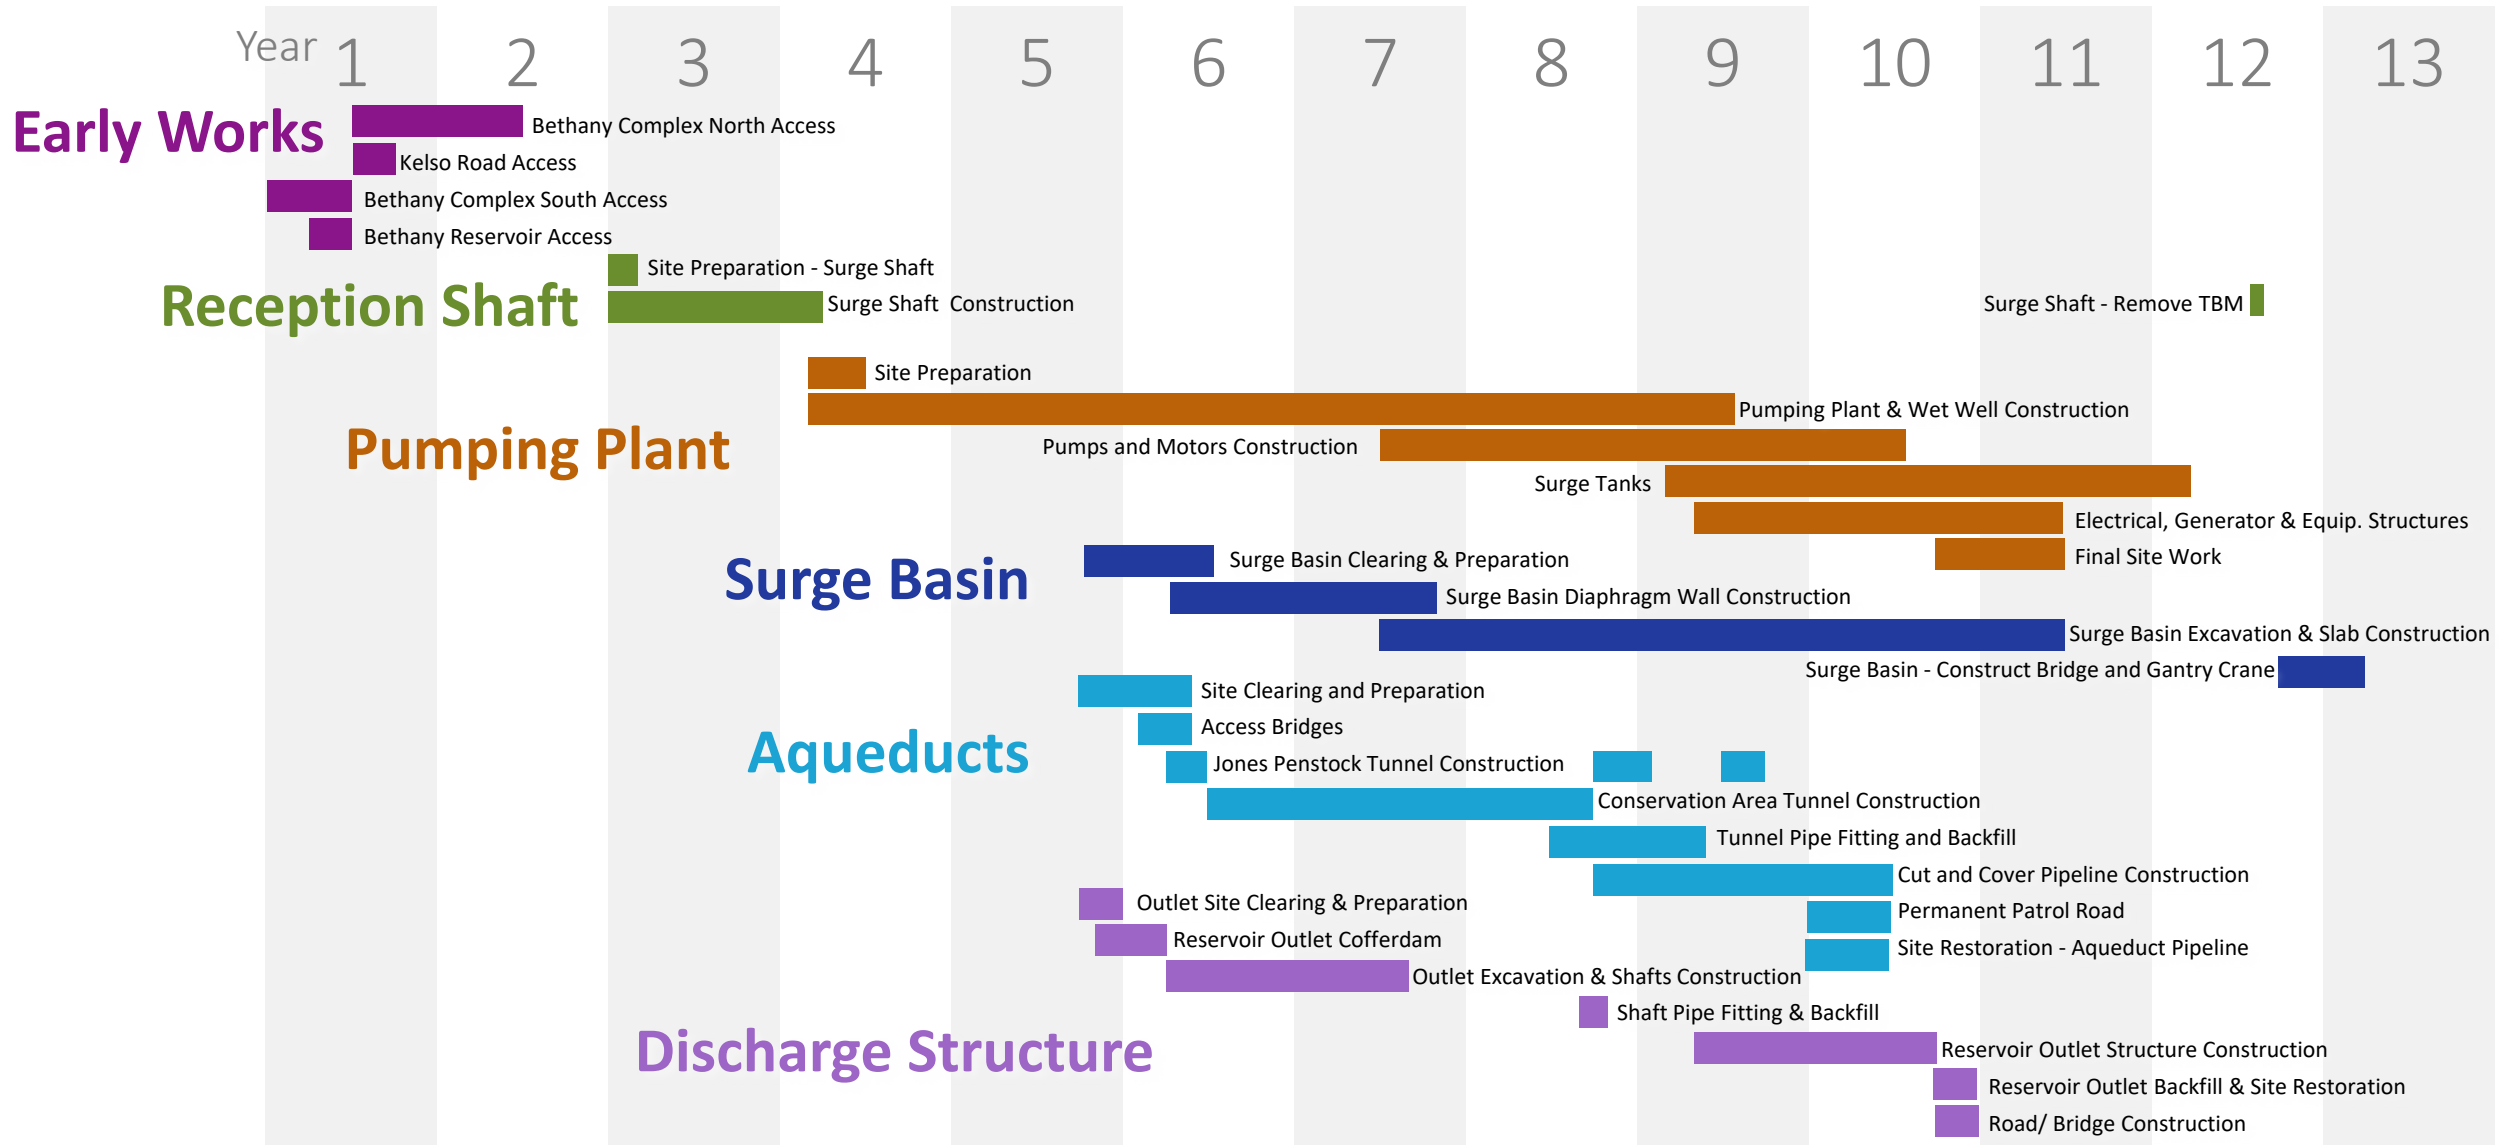 Year 1 2 3 4 5 6 7 8 9 10 11 12 13
Early Works
Bethany Complex North Access
Kelso Road Access
Bethany Complex South Access
Bethany Reservoir Access
Reception Shaft
Site Preparation - Surge Shaft
Surge Shaft  Construction
Surge Shaft - Remove TBM
Pumping Plant
Site Preparation
Pumping Plant & Wet Well Construction
Pumps and Motors Construction
Surge Tanks
Electrical, Generator & Equip. Structures
Final Site Work
Surge Basin
Surge Basin Clearing & Preparation
Surge Basin Diaphragm Wall Construction
Surge Basin Excavation & Slab Construction
Surge Basin - Construct Bridge and Gantry Crane
Aqueducts
Site Clearing and Preparation
Access Bridges
Jones Penstock Tunnel Construction
Conservation Area Tunnel Construction
Tunnel Pipe Fitting and Backfill
Cut and Cover Pipeline Construction
Permanent Patrol Road
Site Restoration - Aqueduct Pipeline
Discharge Structure
Outlet Site Clearing & Preparation
Reservoir Outlet Cofferdam
Outlet Excavation & Shafts Construction
Shaft Pipe Fitting & Backfill
Reservoir Outlet Structure Construction
Reservoir Outlet Backfill & Site Restoration
Road/ Bridge Construction